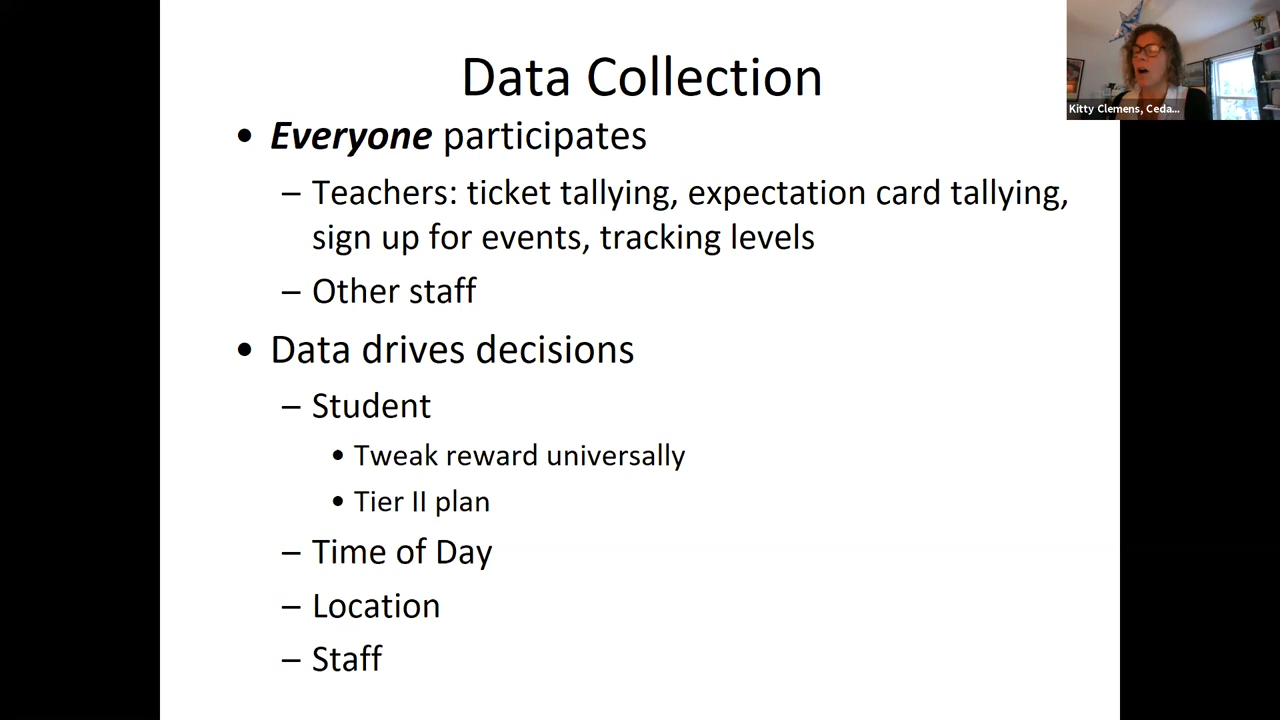 Data Collection
Kitty Clemens, Ceda...
• Everyone participates
– Teachers: ticket tallying, expectation card tallying,
sign up for events, tracking levels
– Other staff
• Data drives decisions
– Student
• Tweak reward universally
• Tier II plan
– Time of Day
– Location
– Staff